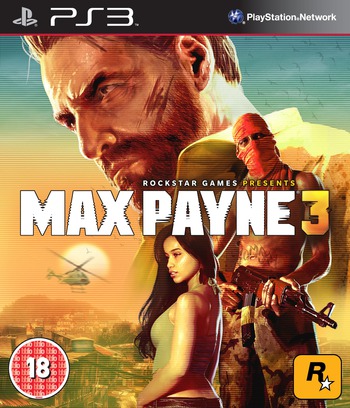 PS3
PlayStation®Network
ROCKSTAR GAMES PRESENTS
MAX PAYNE 3
18
R★